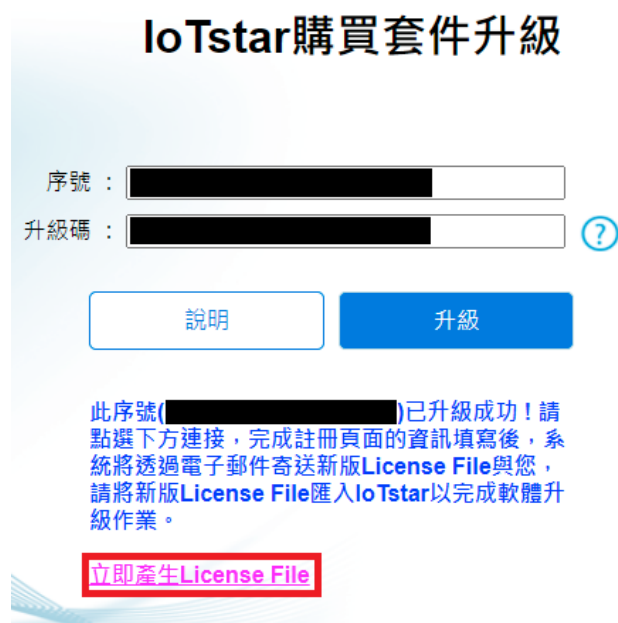 IoTstar購買套件升級
序號 ：
升級碼 ：
?
說明
升級
此序號( )已升級成功！請
點選下方連接，完成註冊頁面的資訊填寫後，系
統將透過電子郵件寄送新版License File與您，
請將新版License File匯入IoTstar以完成軟體升
級作業。
立即產生License File